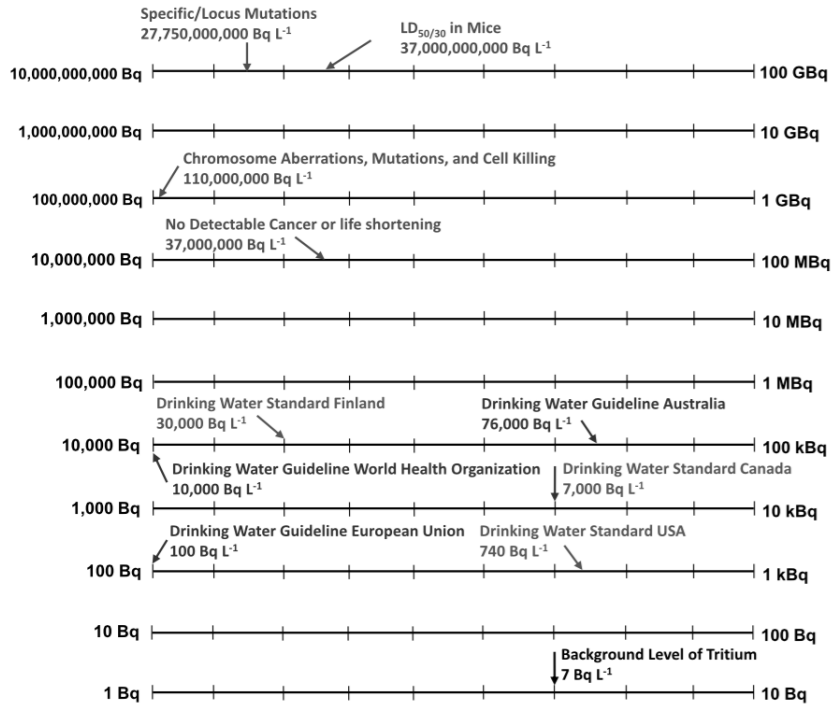 Specific/Locus Mutations
27,750,000,000 Bq L⁻¹
LD₅₀/₃₀ in Mice
37,000,000,000 Bq L⁻¹
10,000,000,000 Bq
100 GBq
1,000,000,000 Bq
10 GBq
Chromosome Aberrations, Mutations, and Cell Killing
110,000,000 Bq L⁻¹
100,000,000 Bq
1 GBq
No Detectable Cancer or life shortening
37,000,000 Bq L⁻¹
10,000,000 Bq
100 MBq
1,000,000 Bq
10 MBq
100,000 Bq
1 MBq
Drinking Water Standard Finland
30,000 Bq L⁻¹
Drinking Water Guideline Australia
76,000 Bq L⁻¹
10,000 Bq
100 kBq
Drinking Water Guideline World Health Organization
10,000 Bq L⁻¹
Drinking Water Standard Canada
7,000 Bq L⁻¹
1,000 Bq
10 kBq
Drinking Water Guideline European Union
100 Bq L⁻¹
Drinking Water Standard USA
740 Bq L⁻¹
100 Bq
1 kBq
10 Bq
100 Bq
Background Level of Tritium
7 Bq L⁻¹
1 Bq
10 Bq